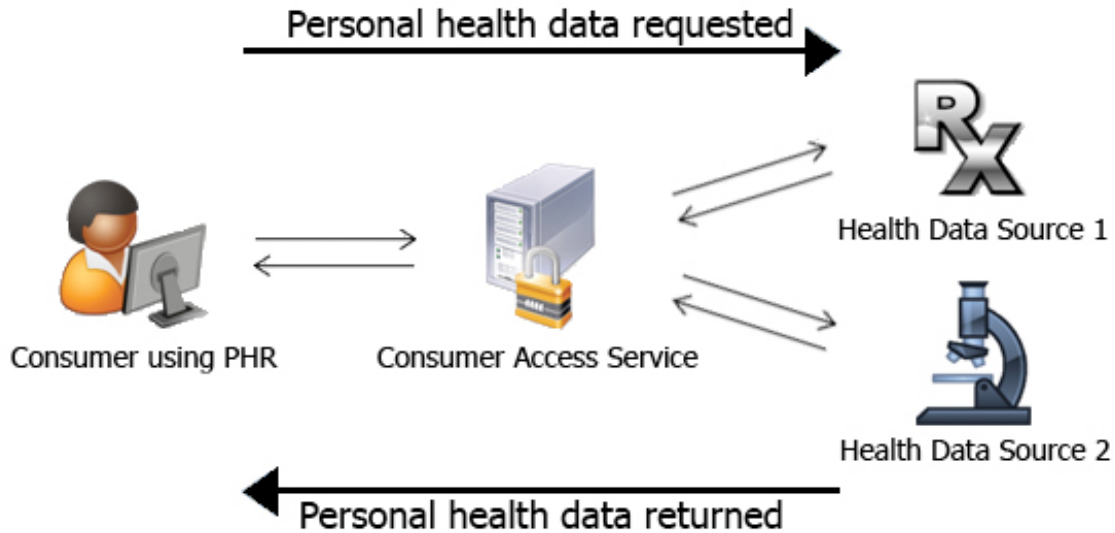 Personal health data requested
RX
Health Data Source 1
Consumer using PHR
Consumer Access Service
Health Data Source 2
Personal health data returned